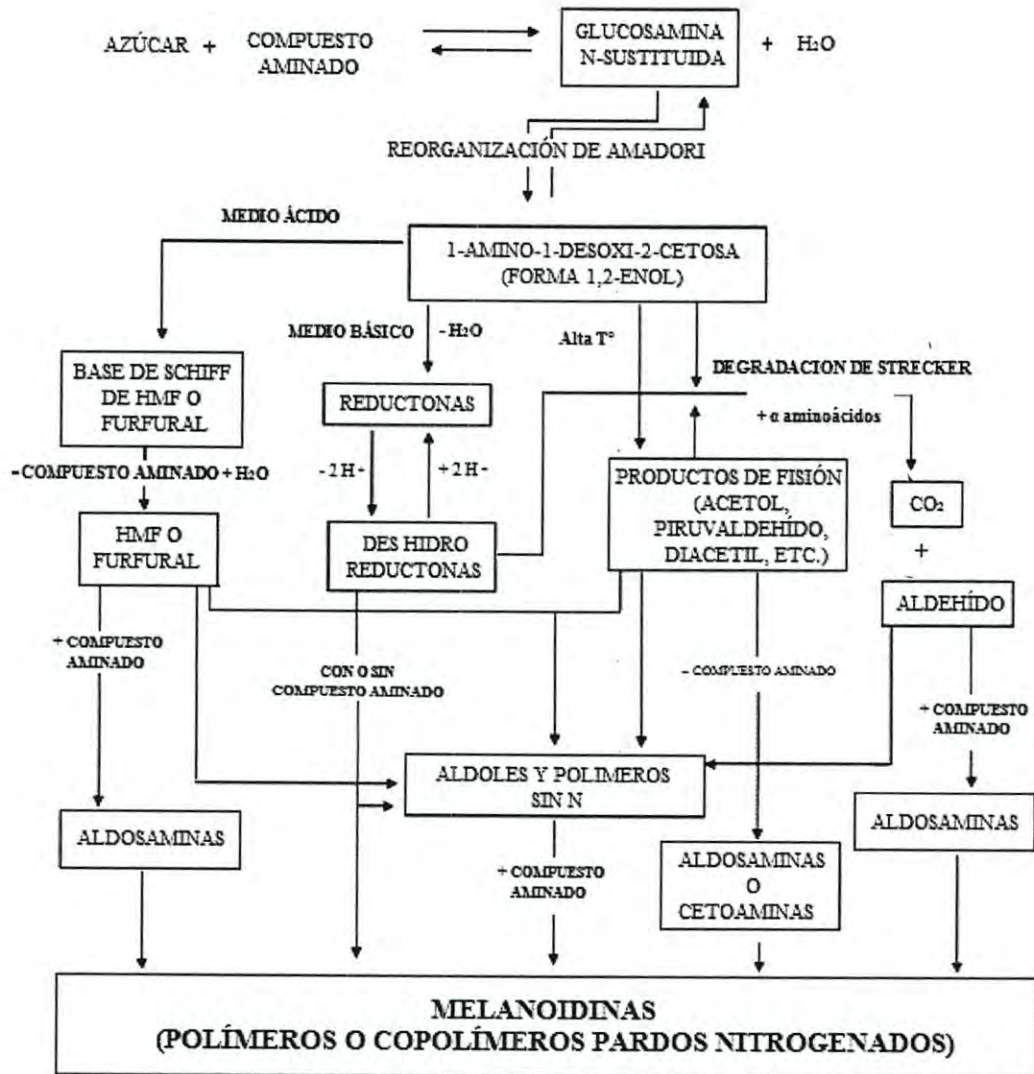 AZÚCAR + COMPUESTO
AMINADO
GLUCOSAMINA
N-SUSTITUIDA
+ H₂O
REORGANIZACIÓN DE AMADORI
MEDIO ÁCIDO
1-AMINO-1-DESOXI-2-CETOSA
(FORMA 1,2-ENOL)
MEDIO BÁSICO
- H₂O
Alta T°
DEGRADACION DE STRECKER
+ α aminoácidos
BASE DE SCHIFF
DE HMF O
FURFURAL
REDUCTONAS
- COMPUESTO AMINADO + H₂O
- 2 H+
+ 2 H+
PRODUCTOS DE FISIÓN
(ACETOL,
PIRUVALDEHÍDO,
DIACETIL, ETC.)
CO₂
+
ALDEHÍDO
HMF O
FURFURAL
DES HIDRO
REDUCTONAS
+ COMPUESTO
AMINADO
CON O SIN
COMPUESTO AMINADO
- COMPUESTO AMINADO
+ COMPUESTO
AMINADO
ALDOLES Y POLIMEROS
SIN N
ALDOSAMINAS
ALDOSAMINAS
+ COMPUESTO
AMINADO
ALDOSAMINAS
O
CETOAMINAS
MELANOIDINAS
(POLÍMEROS O COPOLÍMEROS PARDOS NITROGENADOS)